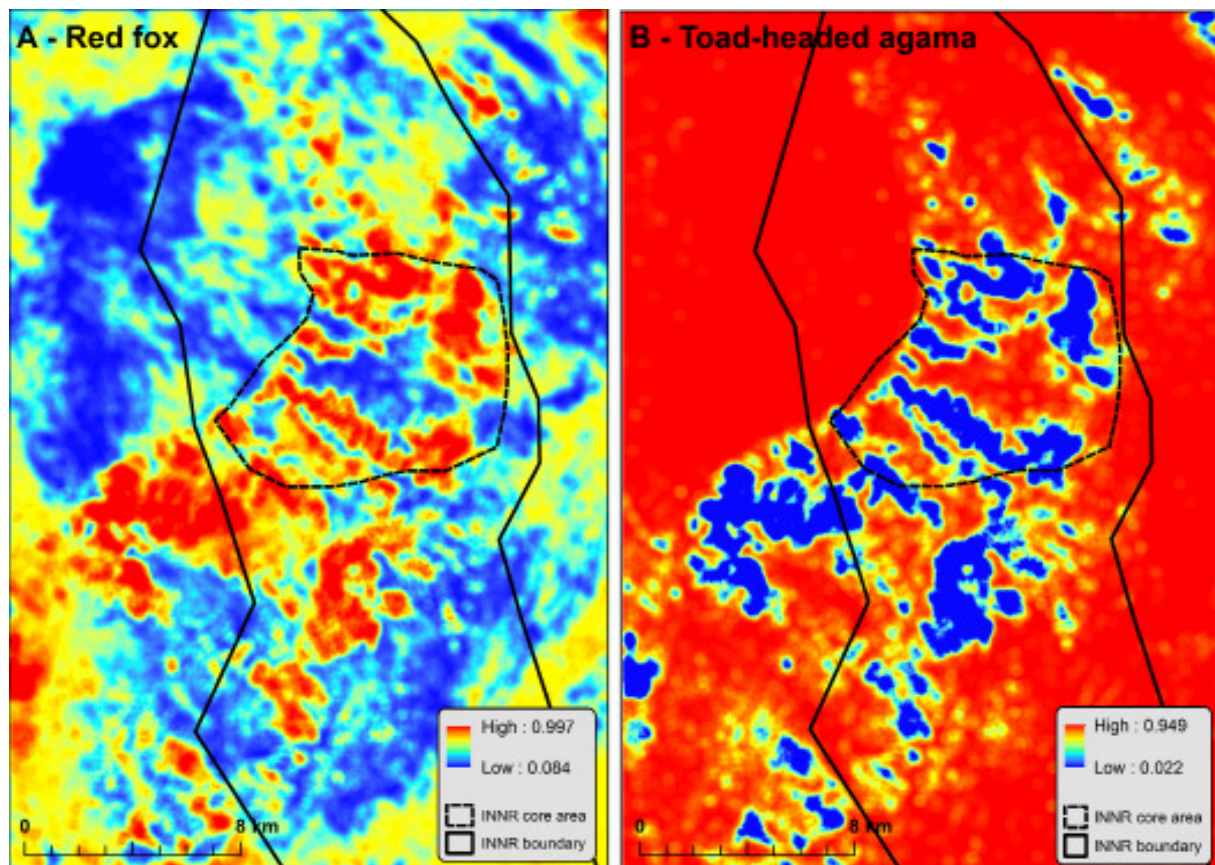 A - Red fox
High : 0.997
Low : 0.084
INNR core area
INNR boundary
0 8 km
B - Toad-headed agama
High : 0.949
Low : 0.022
INNR core area
INNR boundary
0 8 km